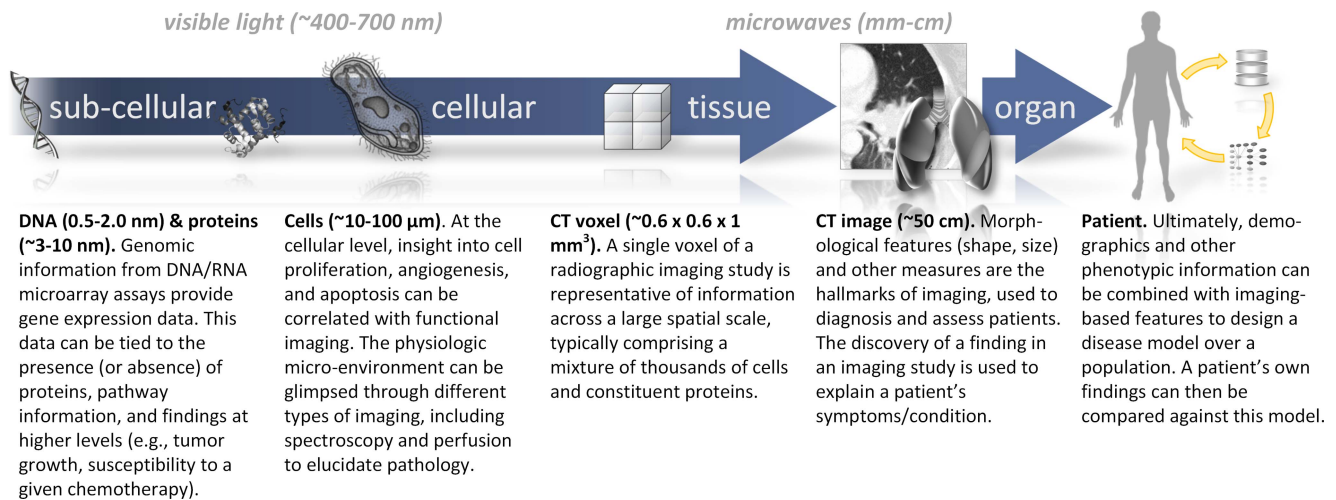 visible light (~400-700 nm)
microwaves (mm-cm)
sub-cellular
cellular
tissue
organ
DNA (0.5-2.0 nm) & proteins
(~3-10 nm). Genomic
information from DNA/RNA
microarray assays provide
gene expression data. This
data can be tied to the
presence (or absence) of
proteins, pathway
information, and findings at
higher levels (e.g., tumor
growth, susceptibility to a
given chemotherapy).
Cells (~10-100 μm). At the
cellular level, insight into cell
proliferation, angiogenesis,
and apoptosis can be
correlated with functional
imaging. The physiologic
micro-environment can be
glimpsed through different
types of imaging, including
spectroscopy and perfusion
to elucidate pathology.
CT voxel (~0.6 x 0.6 x 1
mm³). A single voxel of a
radiographic imaging study is
representative of information
across a large spatial scale,
typically comprising a
mixture of thousands of cells
and constituent proteins.
CT image (~50 cm). Morph-
ological features (shape, size)
and other measures are the
hallmarks of imaging, used to
diagnosis and assess patients.
The discovery of a finding in
an imaging study is used to
explain a patient's
symptoms/condition.
Patient. Ultimately, demo-
graphics and other
phenotypic information can
be combined with imaging-
based features to design a
disease model over a
population. A patient's own
findings can then be
compared against this model.